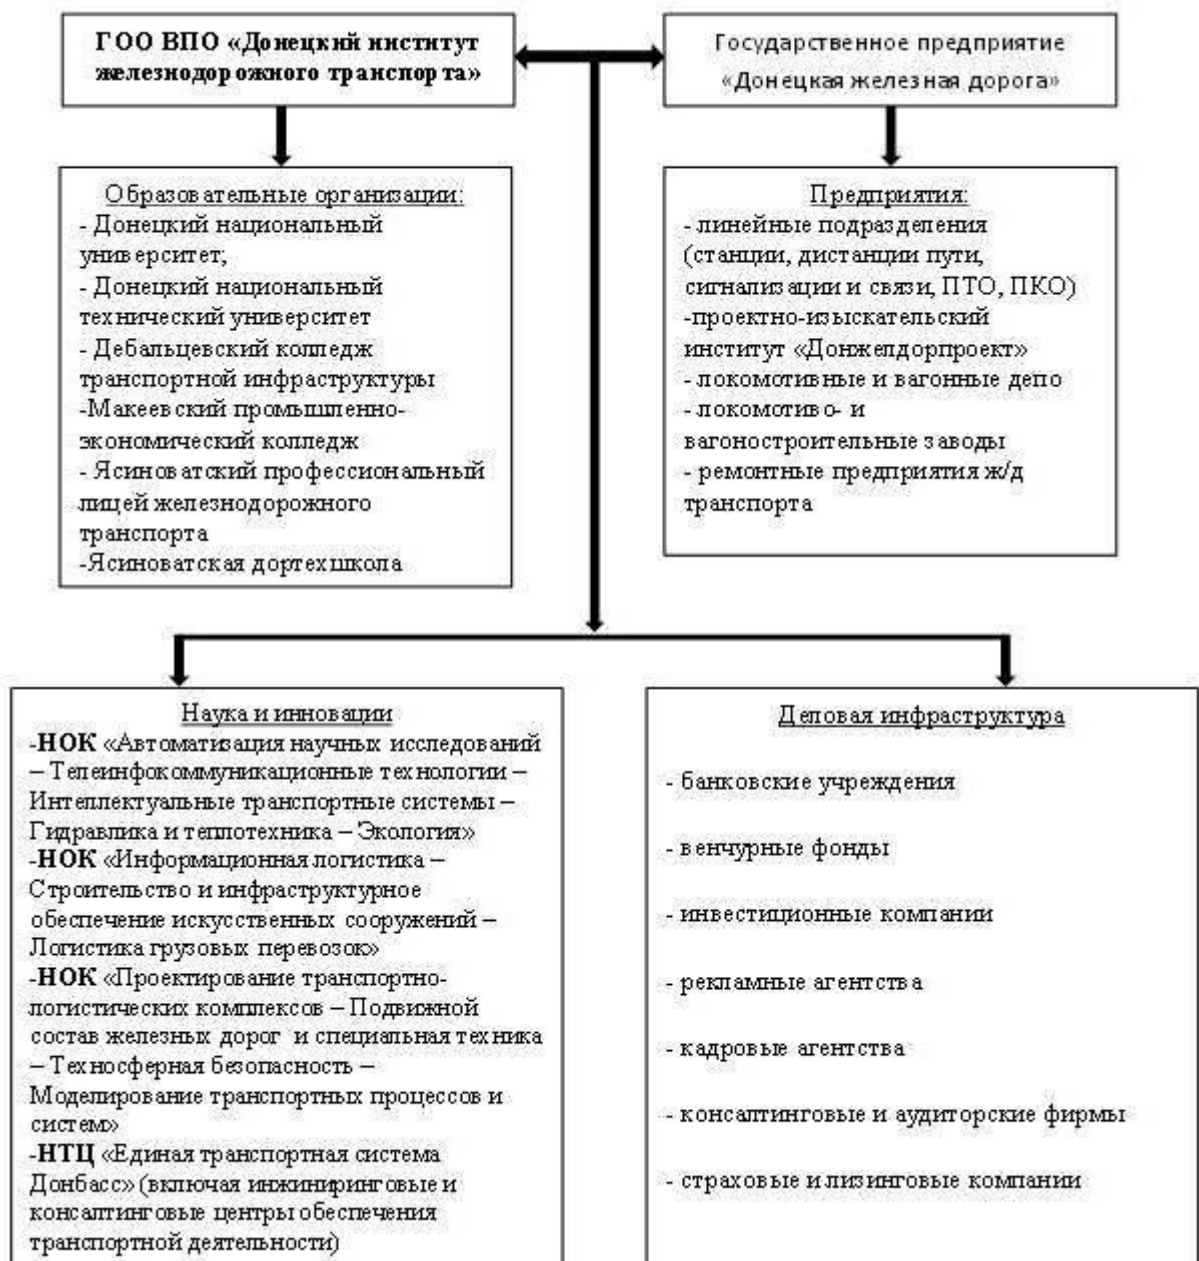 ГОО ВПО «Донецкий институт
железнодорожного транспорта»
Государственное предприятие
«Донецкая железная дорога»
Образовательные организации:
- Донецкий национальный
университет;
- Донецкий национальный
технический университет
- Дебальцевский колледж
транспортной инфраструктуры
-Макеевский промышленно-
экономический колледж
- Ясиноватский профессиональный
лицей железнодорожного
транспорта
-Ясиноватская дортехшкола
Предприятия:
- линейные подразделения
(станции, дистанции пути,
сигнализации и связи, ПТО, ПКО)
-проектно-изыскательский
институт «Донжелдорпроект»
- локомотивные и вагонные депо
- локомотиво- и
вагоностроительные заводы
- ремонтные предприятия ж/д
транспорта
Наука и инновации
-НОК «Автоматизация научных исследований
– Телеинфокоммуникационные технологии –
Интеллектуальные транспортные системы –
Гидравлика и теплотехника – Экология»
-НОК «Информационная логистика –
Строительство и инфраструктурное
обеспечение искусственных сооружений –
Логистика грузовых перевозок»
-НОК «Проектирование транспортно-
логистических комплексов – Подвижной
состав железных дорог и специальная техника
– Техносферная безопасность –
Моделирование транспортных процессов и
систем»
-НТЦ «Единая транспортная система
Донбасс» (включая инжиниринговые и
консалтинговые центры обеспечения
транспортной деятельности)
Деловая инфраструктура
- банковские учреждения
- венчурные фонды
- инвестиционные компании
- рекламные агентства
- кадровые агентства
- консалтинговые и аудиторские фирмы
- страховые и лизинговые компании